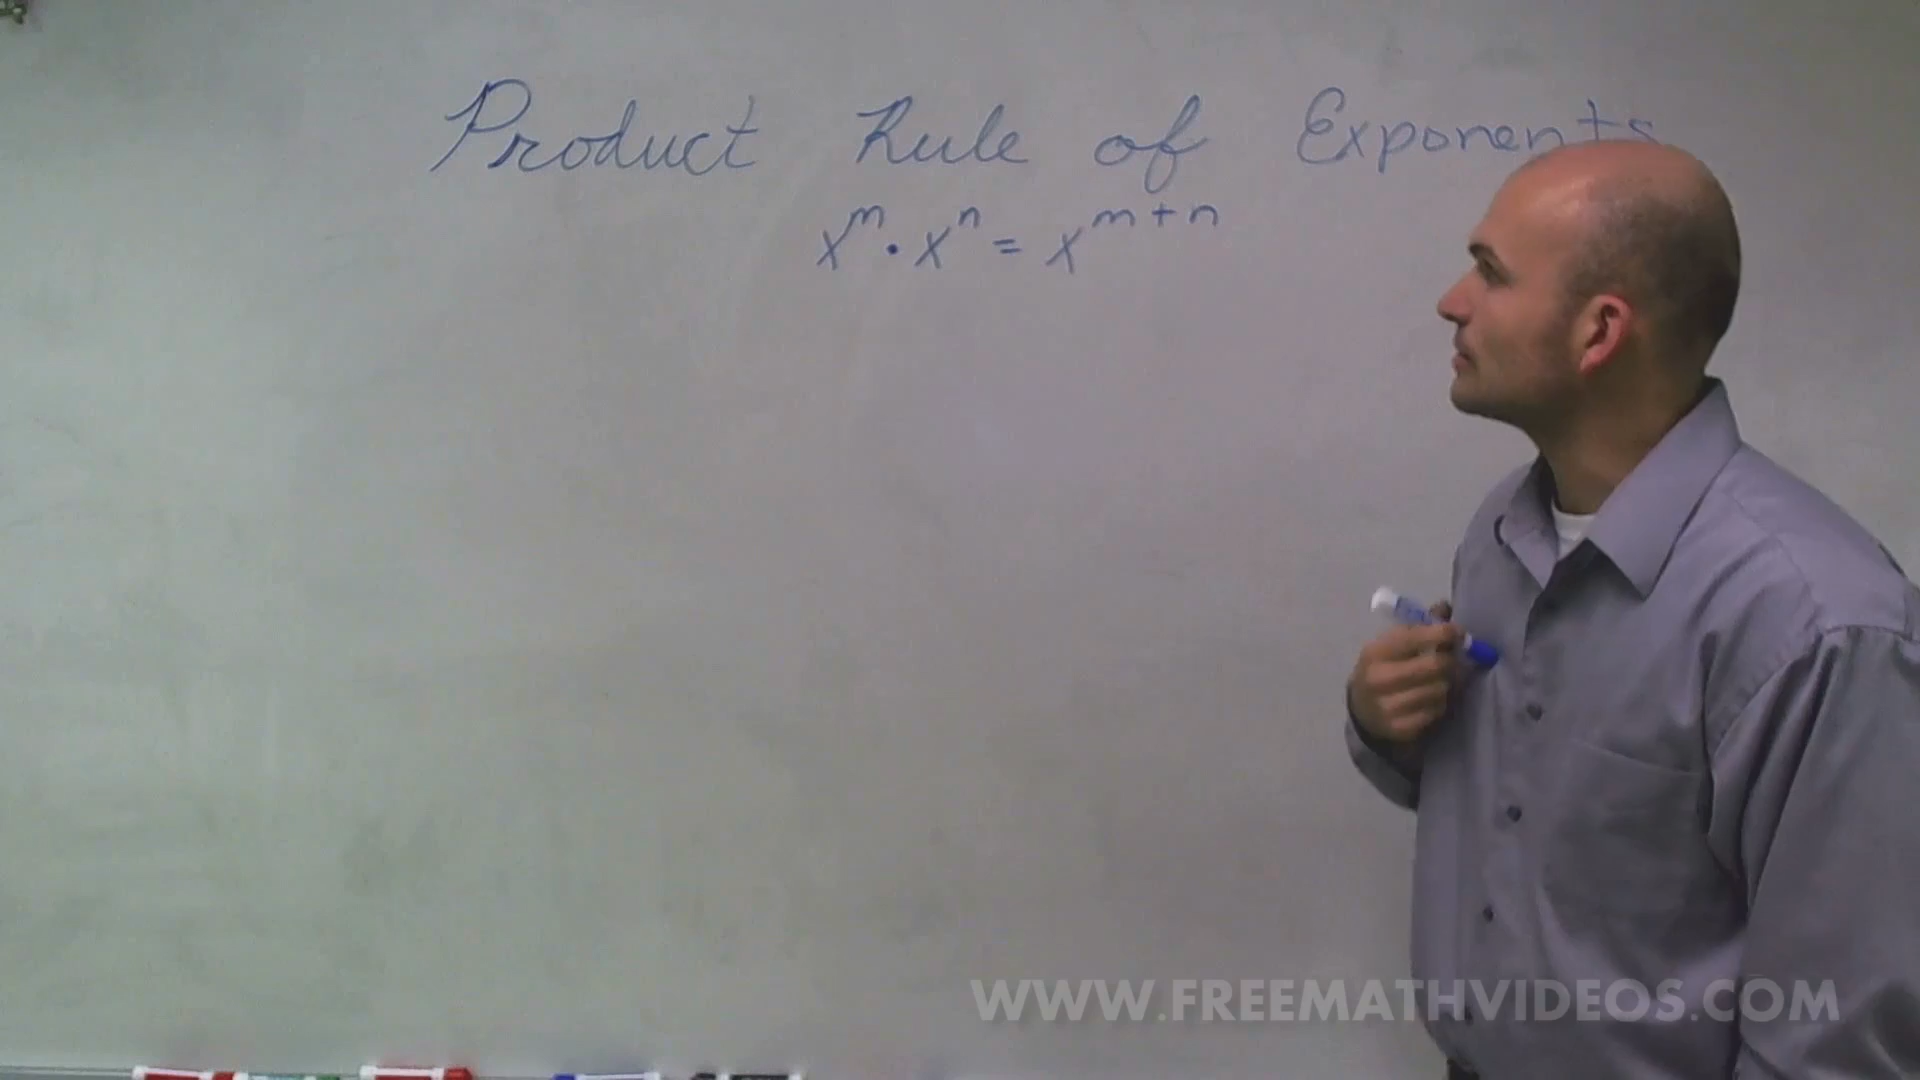 Product Rule of Exponents
x^m · x^n = x^{m+n}
WWW.FREEMATHVIDEOS.COM